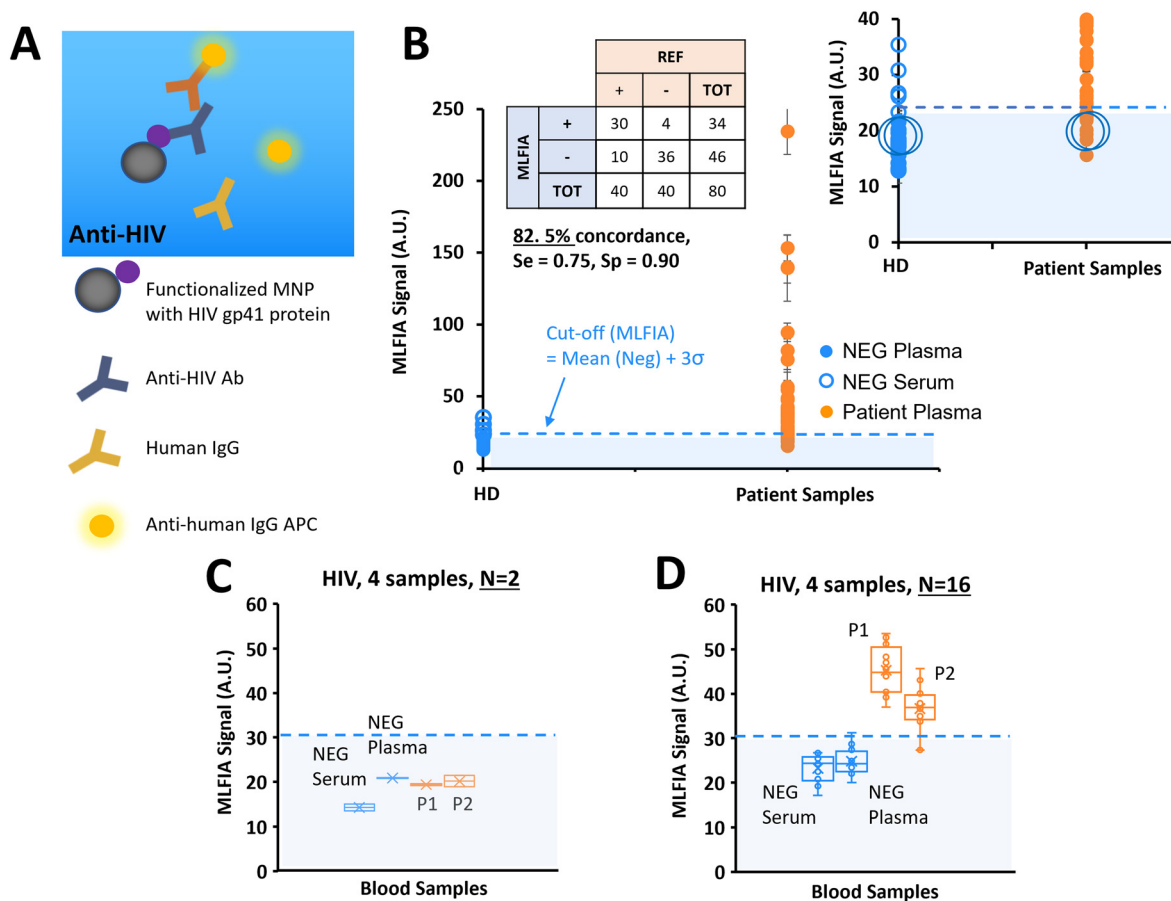 A
Anti-HIV
Functionalized MNP
with HIV gp41 protein
Anti-HIV Ab
Human IgG
Anti-human IgG APC
B
MLFIA Signal (A.U.)
250
200
150
100
50
0
REF
+ - TOT
MLFIA
+ 30 4 34
- 10 36 46
TOT 40 40 80
82. 5% concordance,
Se = 0.75, Sp = 0.90
Cut-off (MLFIA)
= Mean (Neg) + 3σ
HD
Patient Samples
MLFIA Signal (A.U.)
40
30
20
10
0
HD
Patient Samples
NEG Plasma
NEG Serum
Patient Plasma
C
HIV, 4 samples, N=2
MLFIA Signal (A.U.)
60
50
40
30
20
10
0
NEG
Serum
NEG
Plasma
P1
P2
Blood Samples
D
HIV, 4 samples, N=16
MLFIA Signal (A.U.)
60
50
40
30
20
10
0
P1
P2
NEG
Serum
NEG
Plasma
Blood Samples